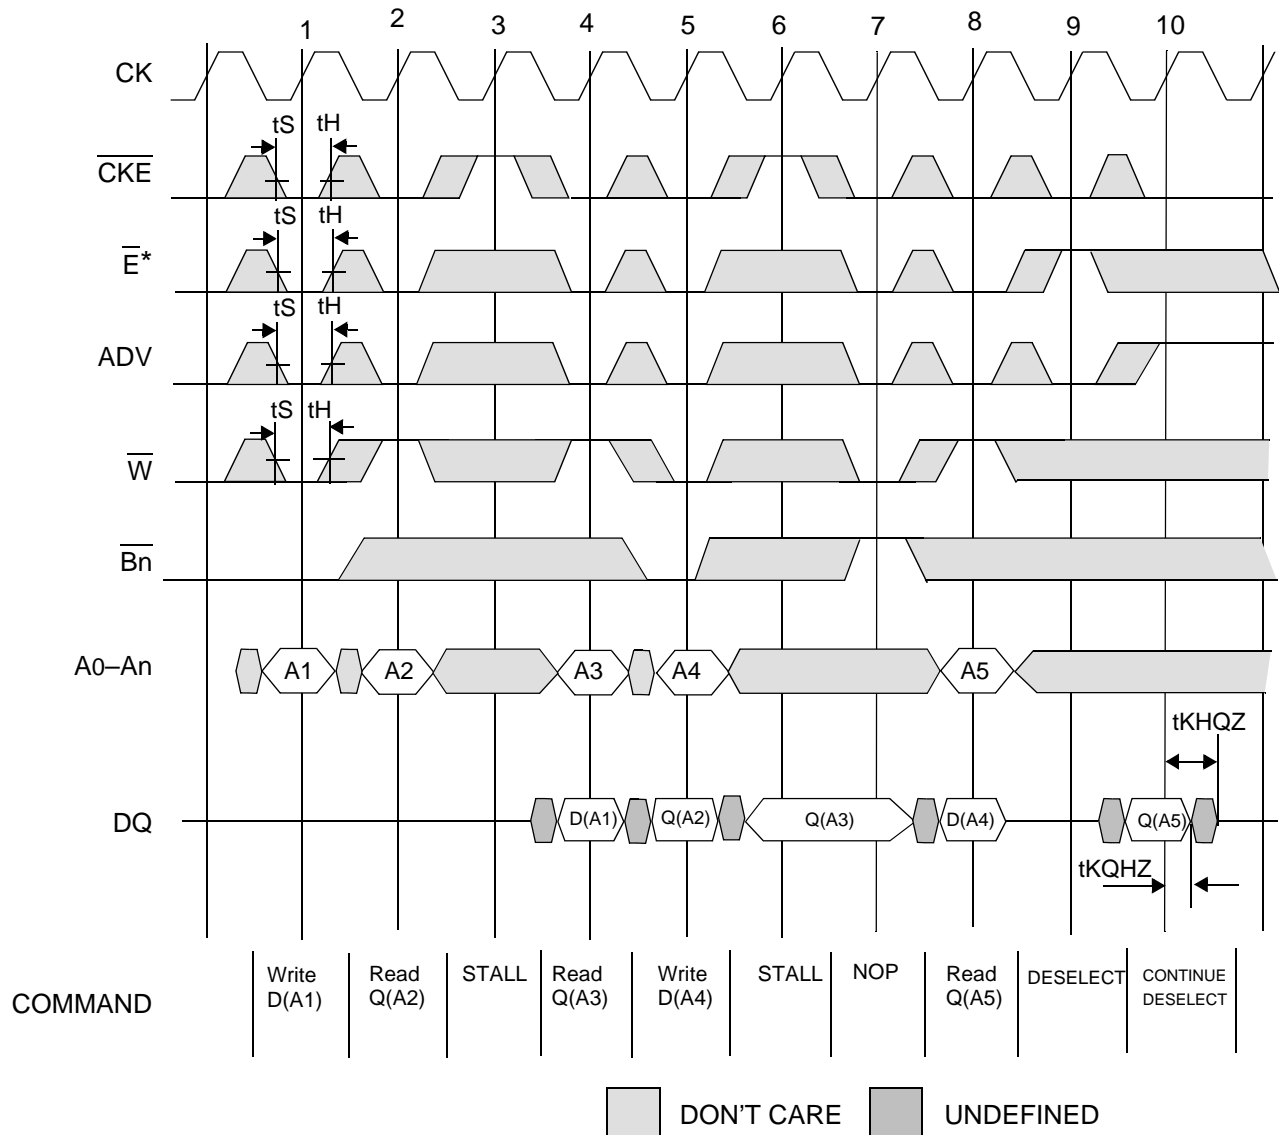 1 2 3 4 5 6 7 8 9 10
CK
tS tH
CKE
tS tH
E*
tS tH
ADV
tS tH
W
Bn
A0–An A1 A2 A3 A4 A5
tKHQZ
DQ D(A1) Q(A2) Q(A3) D(A4) Q(A5)
tKQHZ
COMMAND
Write
D(A1)
Read
Q(A2)
STALL
Read
Q(A3)
Write
D(A4)
STALL
NOP
Read
Q(A5)
DESELECT
CONTINUE
DESELECT
DON'T CARE UNDEFINED